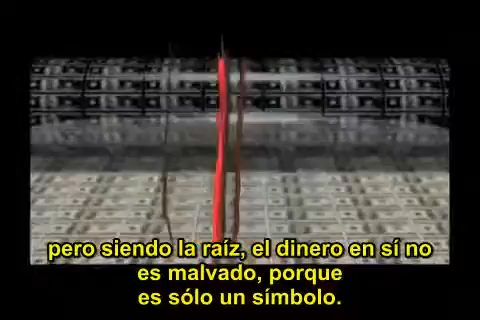 pero siendo la raíz, el dinero en sí no
es malvado, porque
es sólo un símbolo.